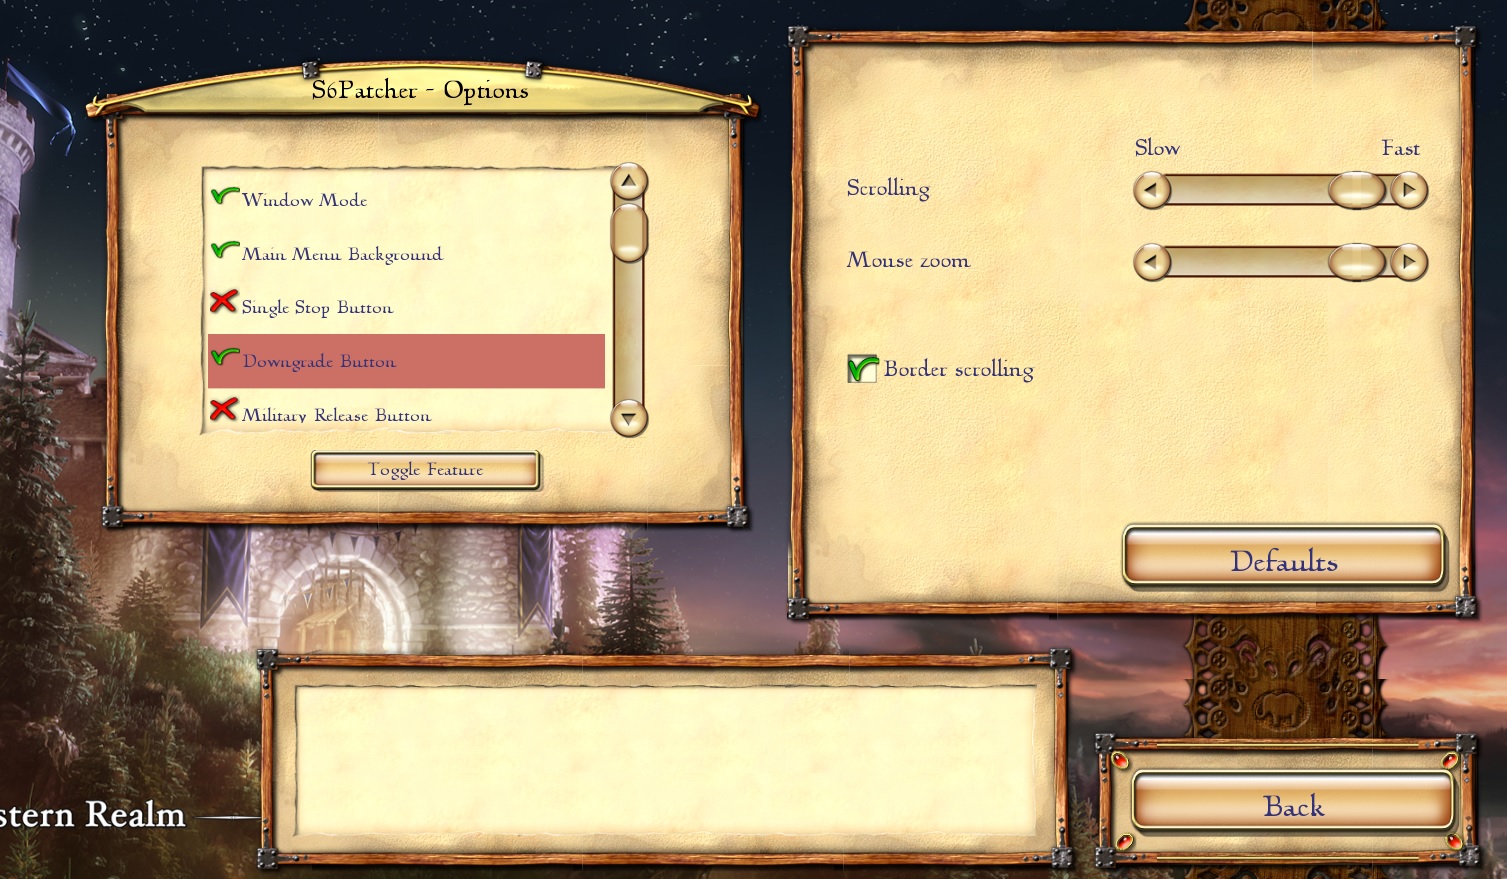 S6Patcher - Options
Window Mode
Main Menu Background
Single Stop Button
Downgrade Button
Military Release Button
Toggle Feature
Slow Fast
Scrolling
Mouse zoom
Border scrolling
Defaults
stern Realm
Back